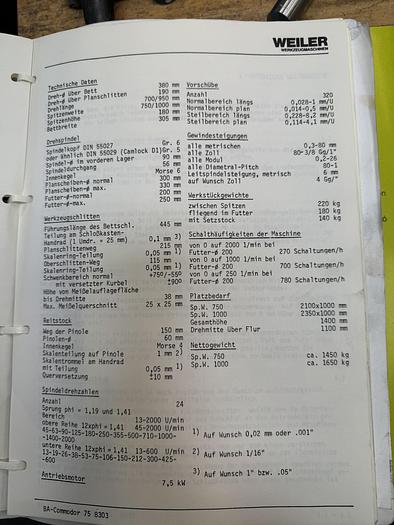 WEILER
WERKZEUGMASCHINEN
Technische Daten
Dreh-ø über Bett 380 mm
Dreh-ø über Planschlitten 190 mm
Drehlänge 700/950 mm
Spitzenweite 750/1000 mm
Spitzenhöhe 180 mm
Bettbreite 305 mm
Drehspindel
Spindelkopf DIN 55027 Gr. 6
oder ähnlich DIN 55029 (Camlock D1) Gr. 5
Spindel-ø im vorderen Lager 90 mm
Spindeldurchgang 56 mm
Innenkegel Morse 6
Planscheiben-ø normal 300 mm
Planscheiben-ø max. 330 mm
Futter-ø-normal 200 mm
Futter-ø-max. 250 mm
Werkzeugschlitten
Führungslänge des Bettschl. 445 mm
Teilung am Schloßkasten-
Handrad (1 Umdr. = 25 mm) 0,1 mm 3)
Planschlittenweg 215 mm
Skalenring-Teilung 0,05 mm 1)
Oberschlitten-Weg 115 mm
Skalenring-Teilung 0,05 mm 1)
Schwenkbereich normal +75°/-55°
mit versetzter Kurbel ±90°
Höhe vom Meißelauflagefläche
bis Drehmitte 38 mm
Max. Meißelquerschnitt 25 x 25 mm
Reitstock
Weg der Pinole 150 mm
Pinolen-ø 60 mm
Innenkegel Morse 4
Skalenteilung auf Pinole 1 mm 2)
Skalentrommel am Handrad
mit Teilung 0,05 mm 1)
Querversetzung ±10 mm
Spindeldrehzahlen
Anzahl 24
Sprung phi = 1,19 und 1,41
Bereich 13-2000 U/min
obere Reihe 12xphi = 1,41 45-2000 U/min
45-63-90-125-180-250-355-500-710-1000-
-1400-2000
untere Reihe 12xphi = 1,41 13-600 U/min
13-19-26-38-53-75-106-150-212-300-425-
-600
Antriebsmotor 7,5 kW
Vorschübe
Anzahl 320
Normalbereich längs 0,028-1 mm/U
Normalbereich plan 0,014-0,5 mm/U
Steilbereich längs 0,228-8,2 mm/U
Steilbereich plan 0,114-4,1 mm/U
Gewindesteigungen
alle metrischen 0,3-80 mm
alle Zoll 80-3/8 Gg/1"
alle Modul 0,2-26
alle Diametral-Pitch 80-1
Leitspindelsteigung, metrisch 6 mm
auf Wunsch Zoll 4 Gg/"
Werkstückgewichte
zwischen Spitzen 220 kg
fliegend im Futter 180 kg
mit Setzstock 140 kg
Schalthäufigkeiten der Maschine
von 0 auf 2000 1/min bei
Futter-ø 200 270 Schaltungen/h
von 0 auf 1000 1/min bei
Futter-ø 200 700 Schaltungen/h
von 0 auf 250 1/min bei
Futter-ø 200 780 Schaltungen/h
Platzbedarf
Sp.W. 750 2100x1000 mm
Sp.W. 1000 2350x1000 mm
Gesamthöhe 1400 mm
Drehmitte über Flur 1100 mm
Nettogewicht
Sp.W. 750 ca. 1450 kg
Sp.W. 1000 ca. 1650 kg
1) Auf Wunsch 0,02 mm oder .001"
2) Auf Wunsch 1/16"
3) Auf Wunsch 1" bzw. .05"
BA-Commodor 75 8303